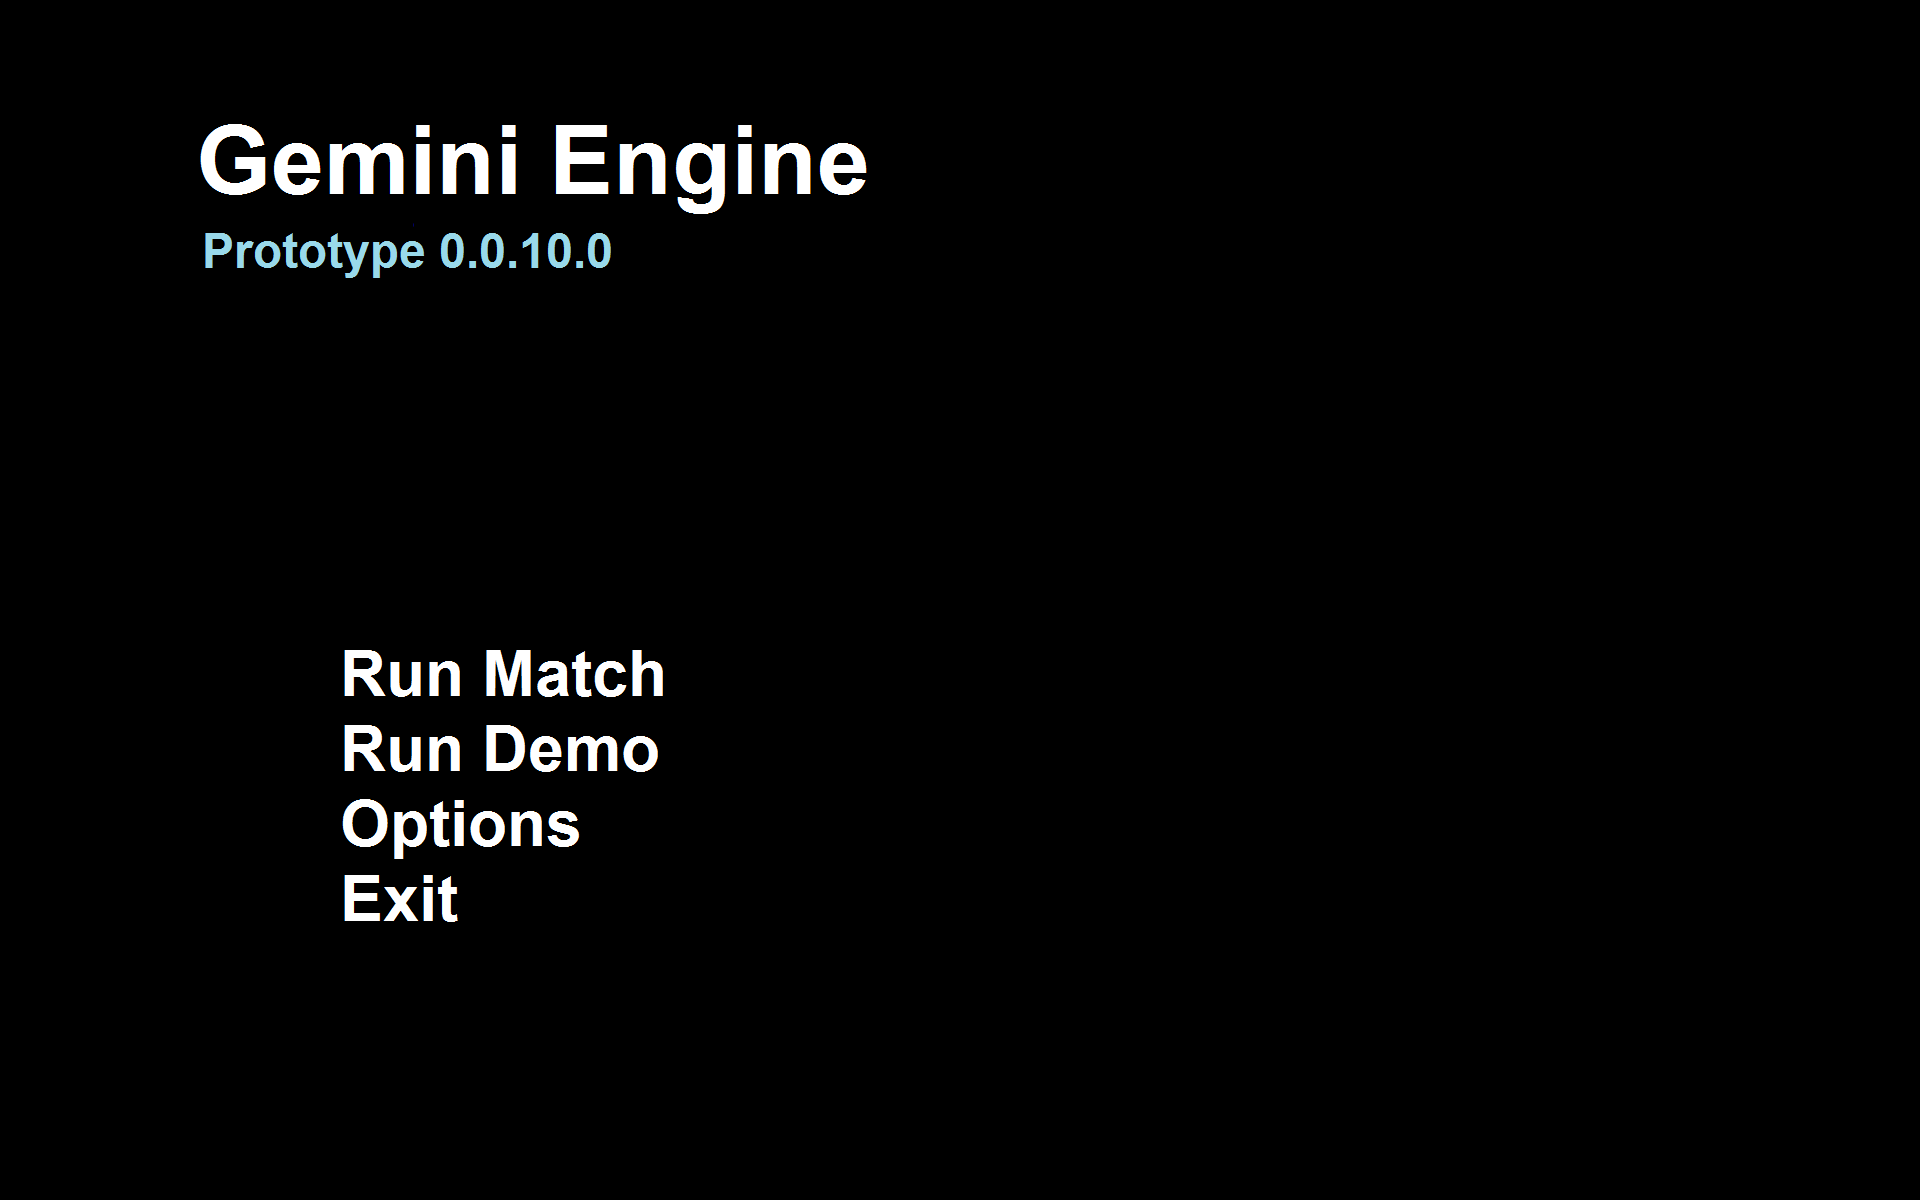 Gemini Engine
Prototype 0.0.10.0
Run Match
Run Demo
Options
Exit